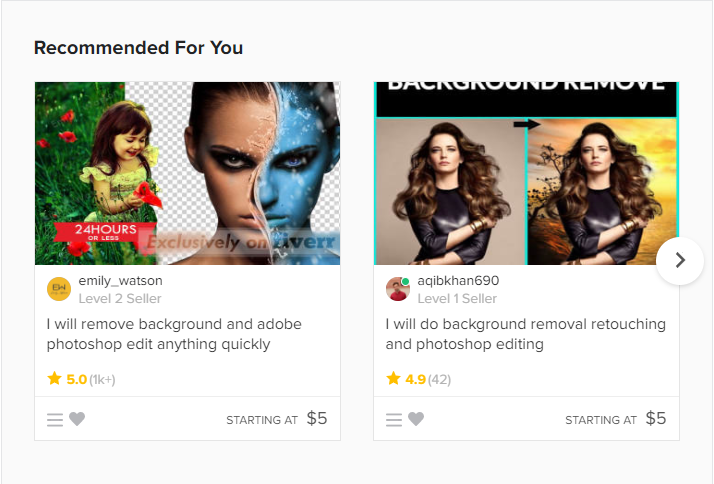 Recommended For You
BACKGROUND REMOVE
24HOURS
OR LESS
Exclusively on fiverr
EW
emily_watson
Level 2 Seller
I will remove background and adobe
photoshop edit anything quickly
5.0 (1k+)
STARTING AT $5
aqibkhan690
Level 1 Seller
I will do background removal retouching
and photoshop editing
4.9 (42)
STARTING AT $5